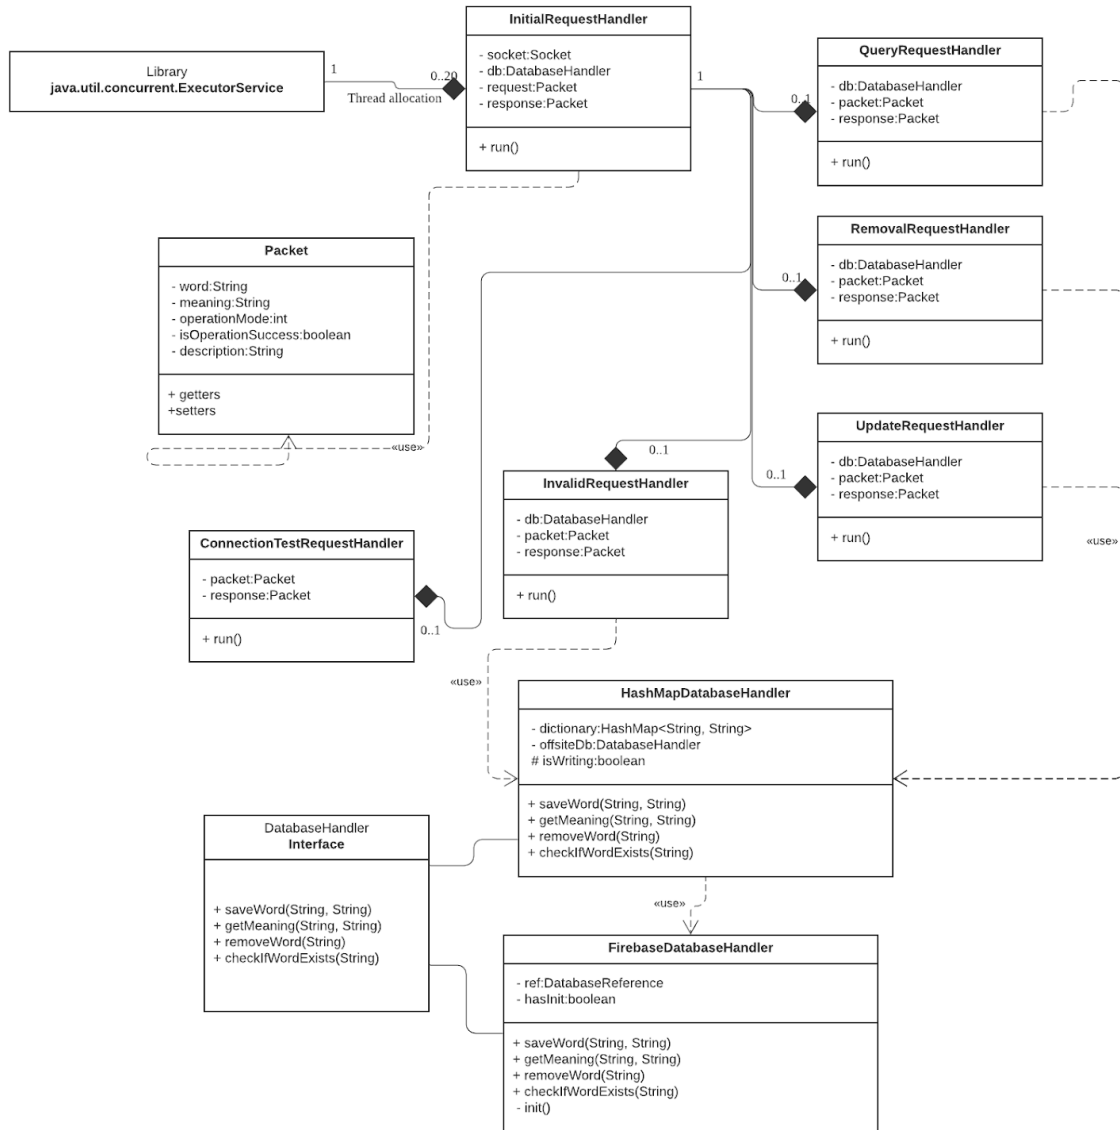 InitialRequestHandler
- socket:Socket
- db:DatabaseHandler
- request:Packet
- response:Packet
+ run()
Library
java.util.concurrent.ExecutorService
1
0..20
Thread allocation
1
QueryRequestHandler
- db:DatabaseHandler
- packet:Packet
- response:Packet
+ run()
0..1
RemovalRequestHandler
- db:DatabaseHandler
- packet:Packet
- response:Packet
+ run()
0..1
Packet
- word:String
- meaning:String
- operationMode:int
- isOperationSuccess:boolean
- description:String
+ getters
+setters
«use»
UpdateRequestHandler
- db:DatabaseHandler
- packet:Packet
- response:Packet
+ run()
0..1
«use»
0..1
InvalidRequestHandler
- db:DatabaseHandler
- packet:Packet
- response:Packet
+ run()
ConnectionTestRequestHandler
- packet:Packet
- response:Packet
+ run()
0..1
«use»
HashMapDatabaseHandler
- dictionary:HashMap<String, String>
- offsiteDb:DatabaseHandler
# isWriting:boolean
+ saveWord(String, String)
+ getMeaning(String, String)
+ removeWord(String)
+ checkIfWordExists(String)
DatabaseHandler
Interface
+ saveWord(String, String)
+ getMeaning(String, String)
+ removeWord(String)
+ checkIfWordExists(String)
«use»
FirebaseDatabaseHandler
- ref:DatabaseReference
- hasInit:boolean
+ saveWord(String, String)
+ getMeaning(String, String)
+ removeWord(String)
+ checkIfWordExists(String)
- init()